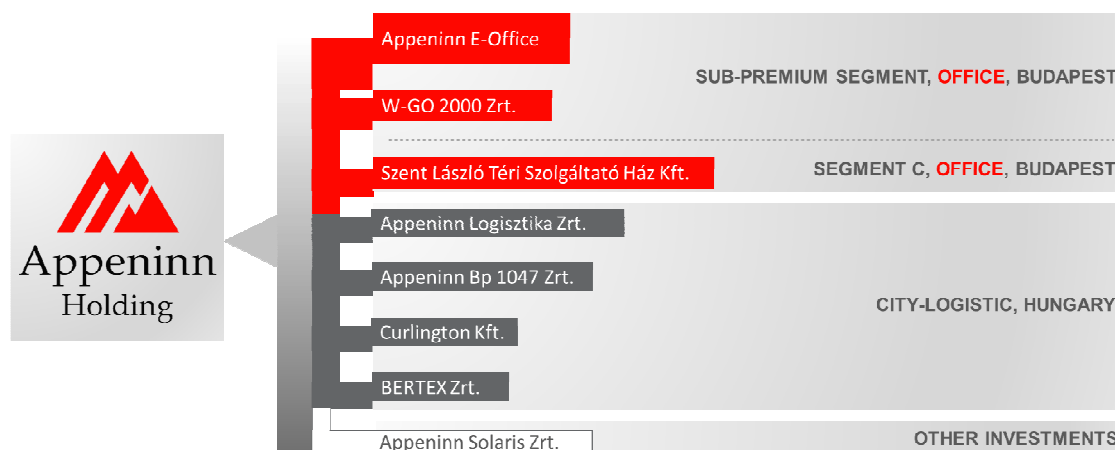 Appeninn E-Office
SUB-PREMIUM SEGMENT, OFFICE, BUDAPEST
W-GO 2000 Zrt.
Szent László Téri Szolgáltató Ház Kft.
SEGMENT C, OFFICE, BUDAPEST
Appeninn Logisztika Zrt.
Appeninn
Holding
Appeninn Bp 1047 Zrt.
CITY-LOGISTIC, HUNGARY
Curlington Kft.
BERTEX Zrt.
Appeninn Solaris Zrt.
OTHER INVESTMENTS